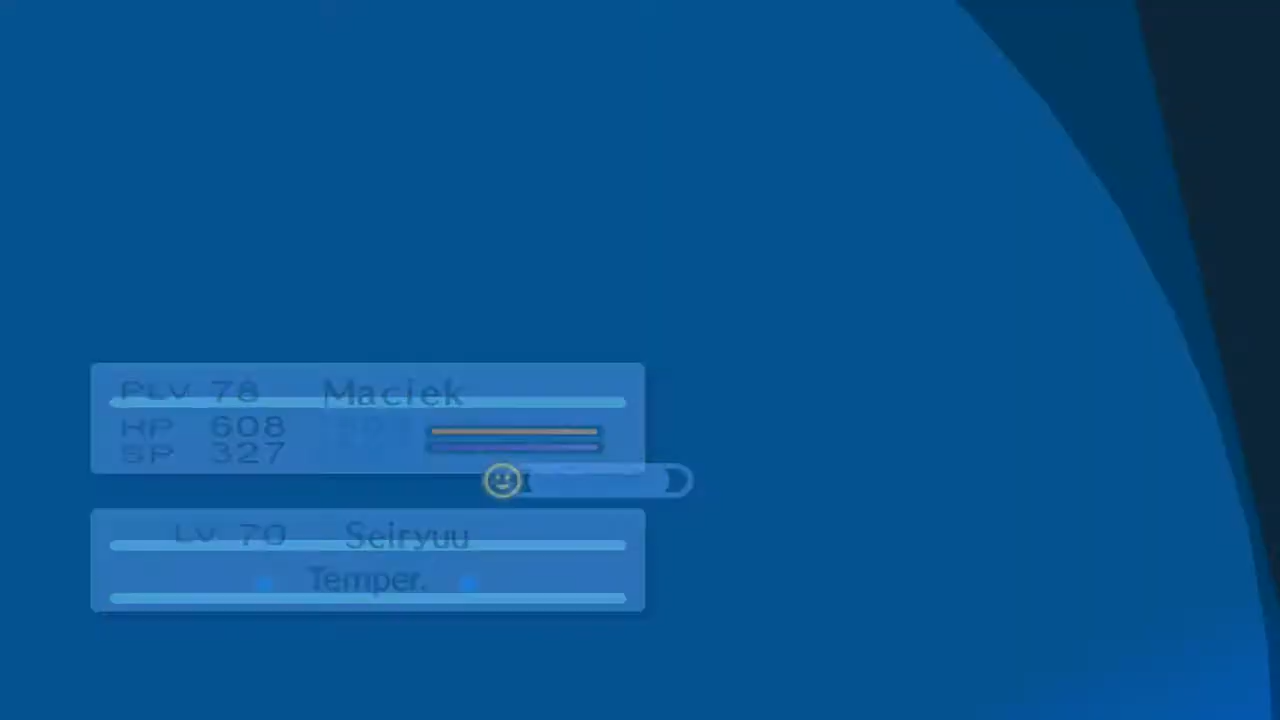 PLV 78 Maciek
HP 608
SP 327
Lv 70 Seiryuu
Temper.